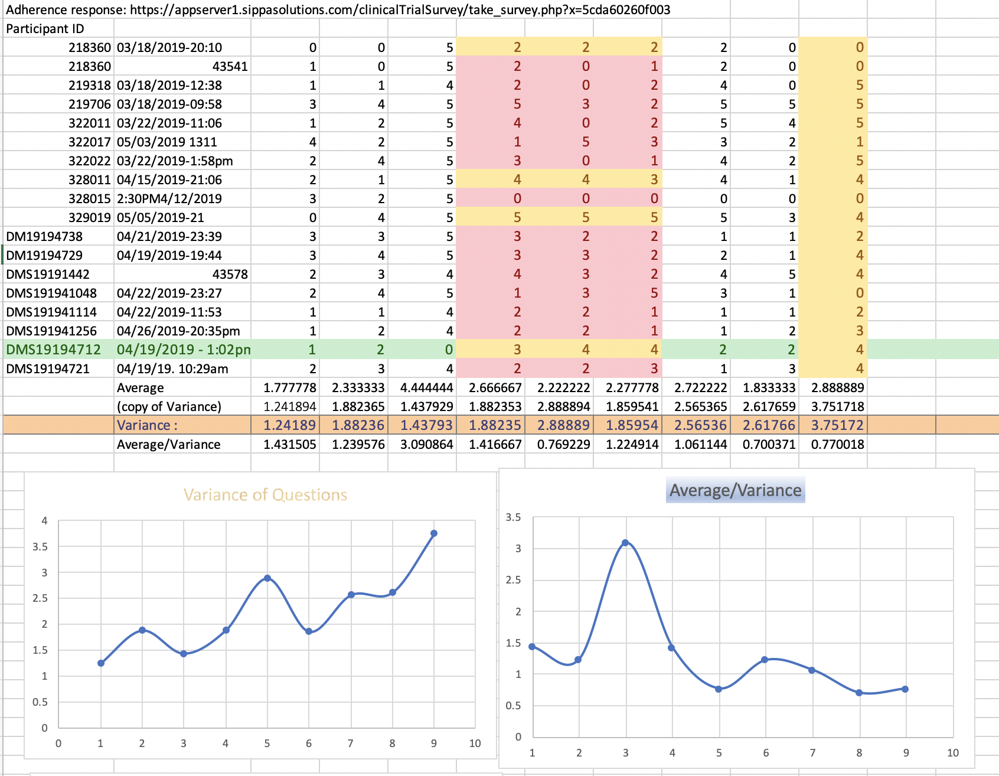 Adherence response: https://appserver1.sippasolutions.com/clinicalTrialSurvey/take_survey.php?x=5cda60260f003
Participant ID
218360 03/18/2019-20:10 0 0 5 2 2 2 2 0 0
218360 43541 1 0 5 2 0 1 2 0 0
219318 03/18/2019-12:38 1 1 4 2 0 2 4 0 5
219706 03/18/2019-09:58 3 4 5 5 3 2 5 5 5
322011 03/22/2019-11:06 1 2 5 4 0 2 5 4 5
322017 05/03/2019 1311 4 2 5 1 5 3 3 2 1
322022 03/22/2019-1:58pm 2 4 5 3 0 1 4 2 5
328011 04/15/2019-21:06 2 1 5 4 4 3 4 1 4
328015 2:30PM4/12/2019 3 2 5 0 0 0 0 0 0
329019 05/05/2019-21 0 4 5 5 5 5 5 3 4
DM19194738 04/21/2019-23:39 3 3 5 3 2 2 1 1 2
DM19194729 04/19/2019-19:44 3 4 5 3 3 2 2 1 4
DMS19191442 43578 2 3 4 4 3 2 4 5 4
DMS191941048 04/22/2019-23:27 2 4 5 1 3 5 3 1 0
DMS191941114 04/22/2019-11:53 1 1 4 2 2 1 1 1 2
DMS191941256 04/26/2019-20:35pm 1 2 4 2 2 1 1 2 3
DMS19194712 04/19/2019 - 1:02pm 1 2 0 3 4 4 2 2 4
DMS19194721 04/19/19. 10:29am 2 3 4 2 2 3 1 3 4
Average 1.777778 2.333333 4.444444 2.666667 2.222222 2.277778 2.722222 1.833333 2.888889
(copy of Variance) 1.241894 1.882365 1.437929 1.882353 2.888894 1.859541 2.565365 2.617659 3.751718
Variance : 1.24189 1.88236 1.43793 1.88235 2.88889 1.85954 2.56536 2.61766 3.75172
Average/Variance 1.431505 1.239576 3.090864 1.416667 0.769229 1.224914 1.061144 0.700371 0.770018
Variance of Questions
4
3.5
3
2.5
2
1.5
1
0.5
0
0 1 2 3 4 5 6 7 8 9 10
Average/Variance
3.5
3
2.5
2
1.5
1
0.5
0
1 2 3 4 5 6 7 8 9 10